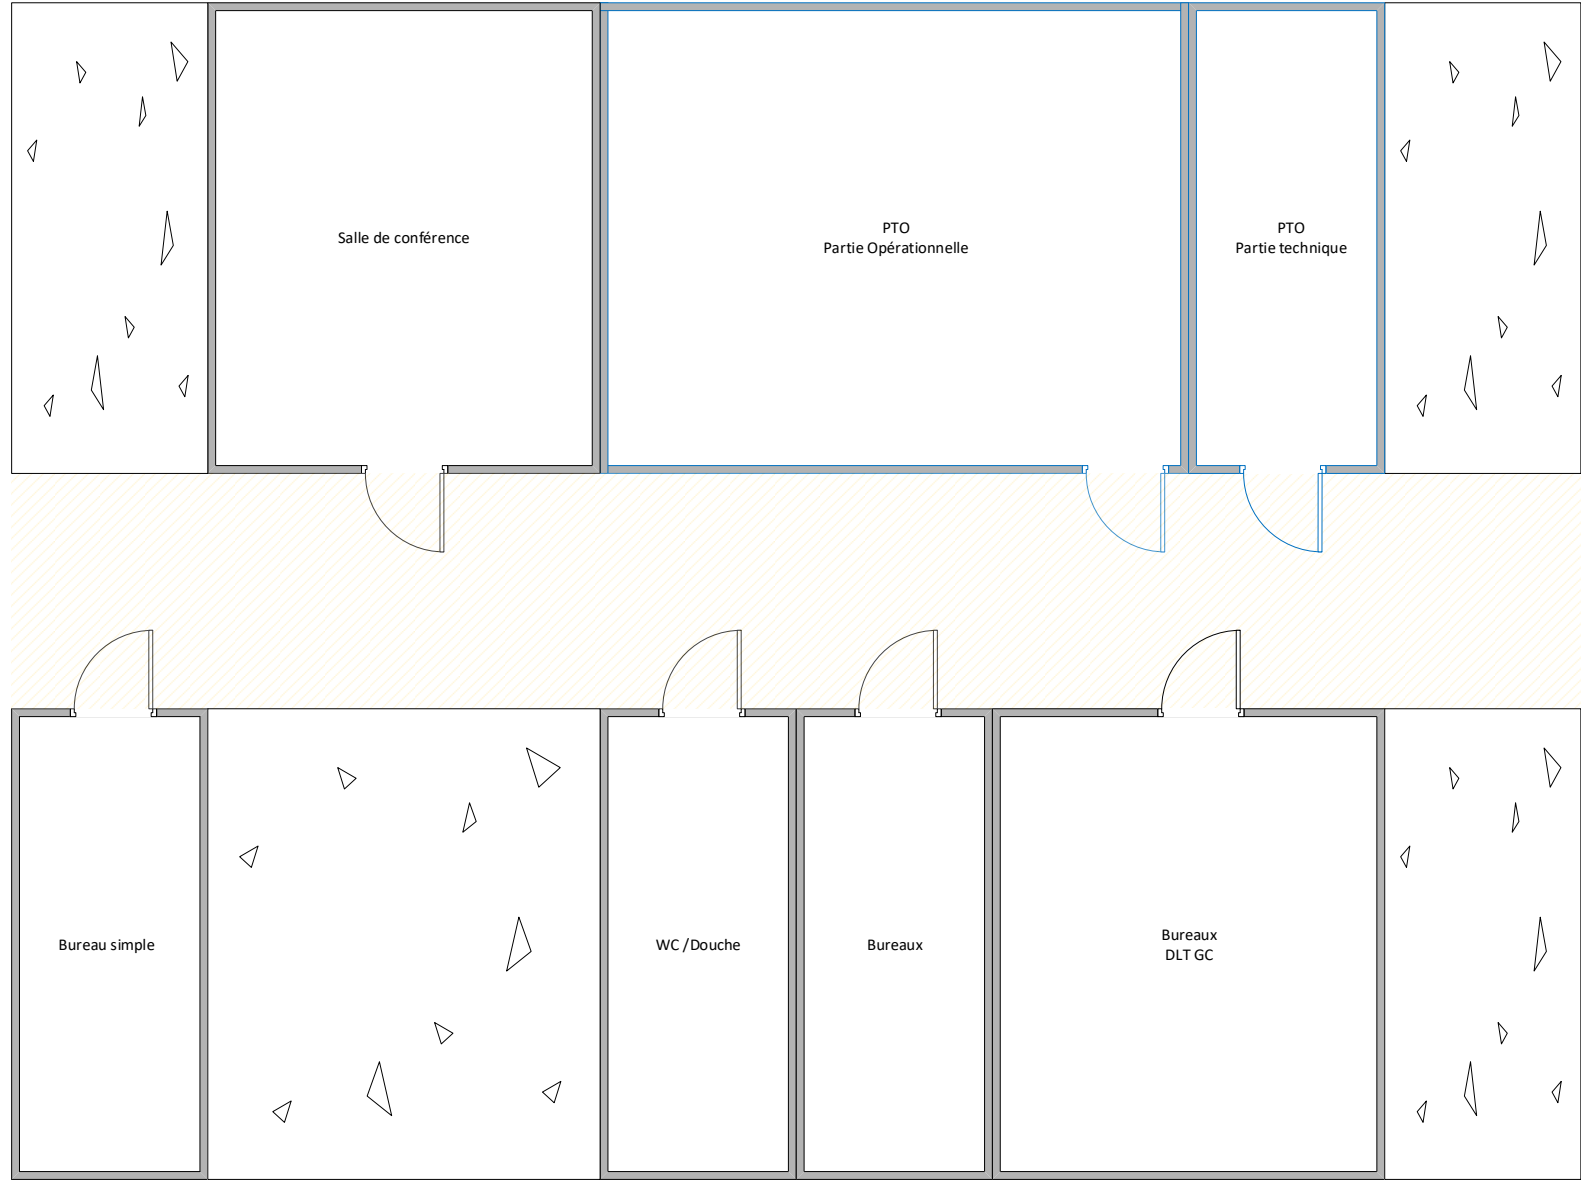 Salle de conférence
PTO
Partie Opérationnelle
PTO
Partie technique
Bureau simple
WC /Douche
Bureaux
Bureaux
DLT GC